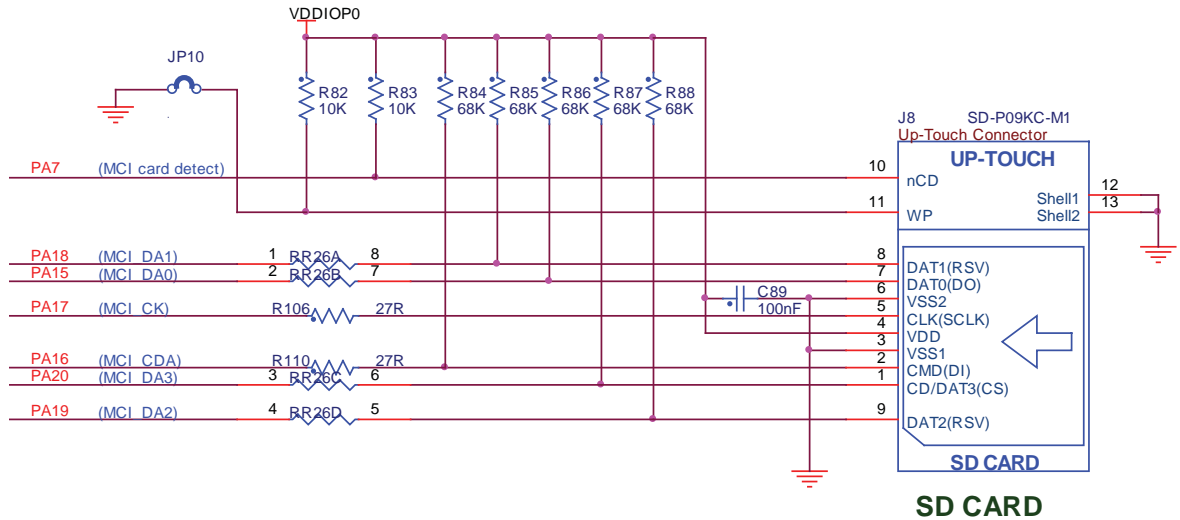 VDDIOP0
JP10
R82 10K
R83 10K
R84 68K
R85 68K
R86 68K
R87 68K
R88 68K
J8 SD-P09KC-M1
Up-Touch Connector
UP-TOUCH
PA7 (MCI card detect) 10 nCD
11 WP
Shell1 12
Shell2 13
PA18 (MCI_DA1) 1 RR26A 8 8 DAT1(RSV)
PA15 (MCI_DA0) 2 RR26B 7 7 DAT0(DO)
C89 100nF
6 VSS2
PA17 (MCI_CK) R106 27R 5 CLK(SCLK)
4 VDD
3 VSS1
PA16 (MCI_CDA) R110 27R 2 CMD(DI)
PA20 (MCI_DA3) 3 RR26C 6 1 CD/DAT3(CS)
PA19 (MCI_DA2) 4 RR26D 5 9 DAT2(RSV)
SD CARD
SD CARD